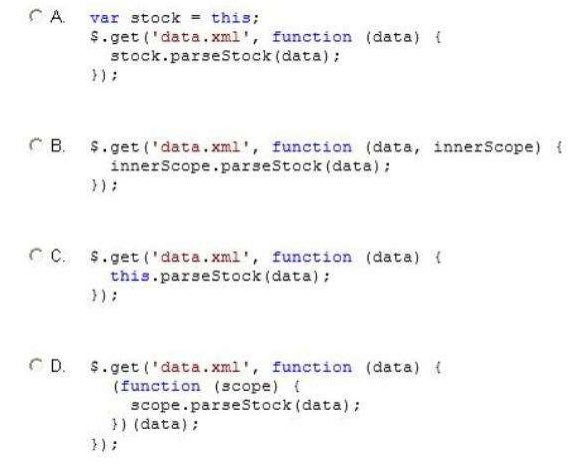 A. var stock = this;
$.get('data.xml', function (data) {
stock.parseStock(data);
});
B. $.get('data.xml', function (data, innerScope) {
innerScope.parseStock(data);
});
C. $.get('data.xml', function (data) {
this.parseStock(data);
});
D. $.get('data.xml', function (data) {
(function (scope) {
scope.parseStock(data);
})(data);
});